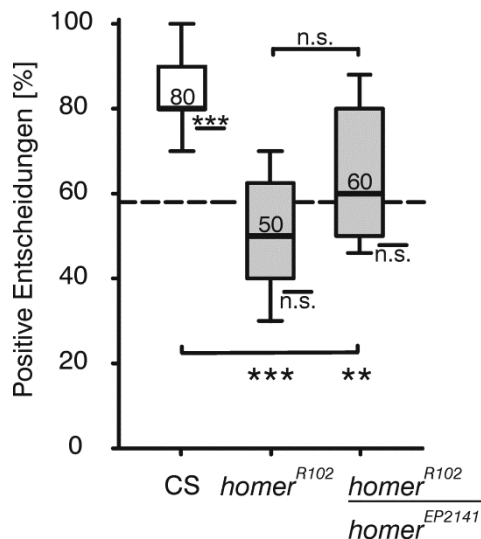 Positive Entscheidungen [%]
100
80
60
40
20
0
n.s.
80
***
50
n.s.
60
n.s.
*** **
CS homer^R102 homer^R102
homer^EP2141